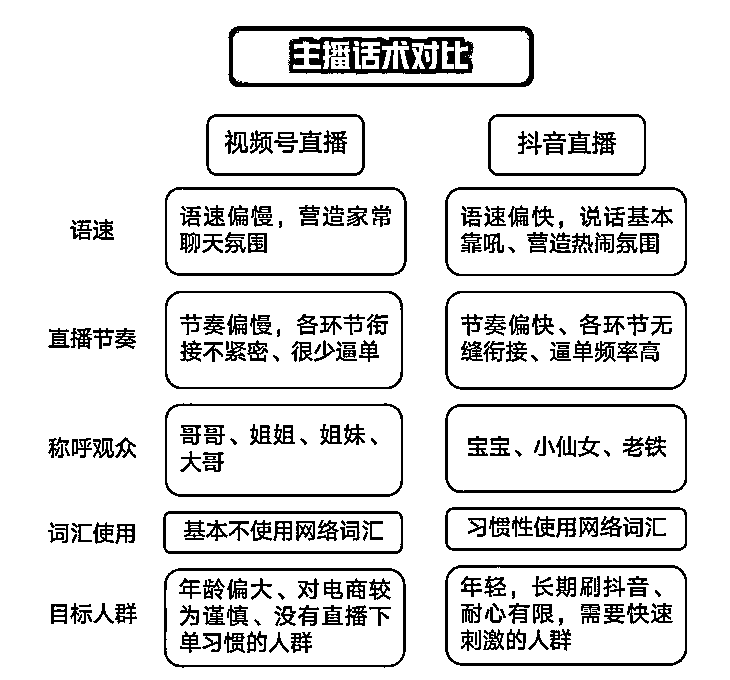 主播话术对比
视频号直播
抖音直播
语速
语速偏慢，营造家常
聊天氛围
语速偏快，说话基本
靠吼、营造热闹氛围
直播节奏
节奏偏慢，各环节衔
接不紧密、很少逼单
节奏偏快、各环节无
缝衔接、逼单频率高
称呼观众
哥哥、姐姐、姐妹、
大哥
宝宝、小仙女、老铁
词汇使用
基本不使用网络词汇
习惯性使用网络词汇
目标人群
年龄偏大、对电商较
为谨慎、没有直播下
单习惯的人群
年轻，长期刷抖音、
耐心有限，需要快速
刺激的人群